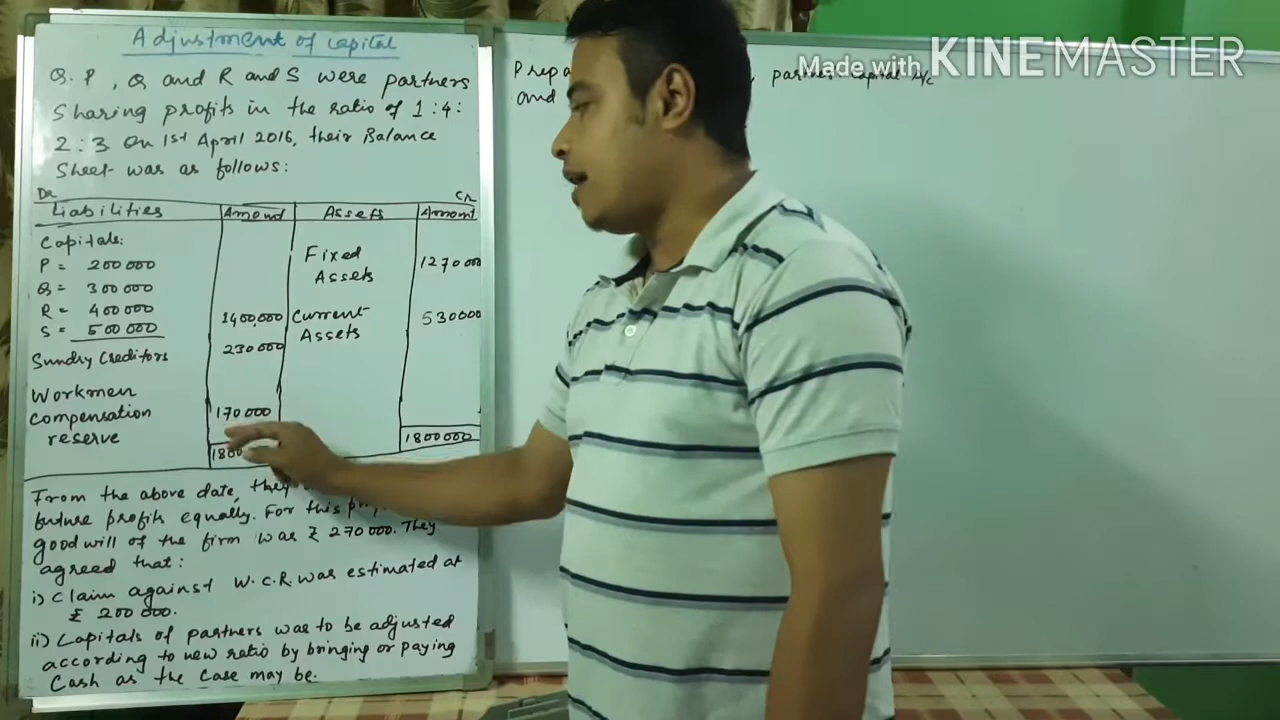 Adjustment of capital
Q. P, Q and R and S were partners
Sharing profits in the ratio of 1:4:
2:3 On 1st April 2016, their Balance
Sheet was as follows:
Dr Cr
Liabilities Amount Assets Amount
Capitals:
P = 200000 Fixed Assets 1270000
Q = 300000
R = 400000
S = 500000 1400,000 Current Assets 530000
Sundry Creditors 230000
Workmen
Compensation 170000
reserve 1800000
180
From the above date, they
future profits equally. For this
goodwill of the firm was ₹ 270000. They
agreed that:
i) Claim against W.C.R. was estimated at
₹ 200000.
ii) Capitals of partners was to be adjusted
according to new ratio by bringing or paying
Cash as the Case may be.
Prepa partners capital A/c
and
Made with KINEMASTER